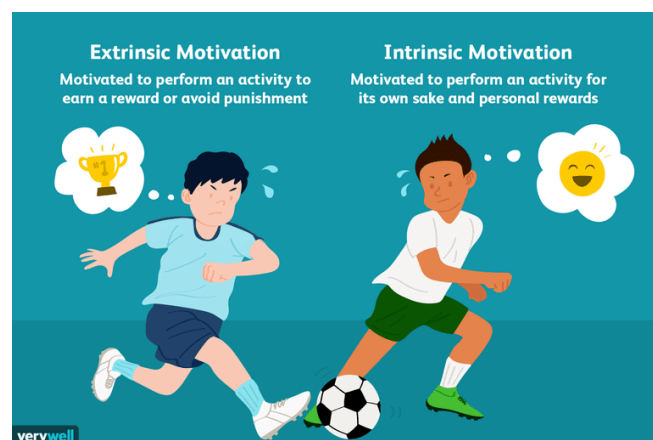 Extrinsic Motivation
Motivated to perform an activity to
earn a reward or avoid punishment
Intrinsic Motivation
Motivated to perform an activity for
its own sake and personal rewards
#1
verywell